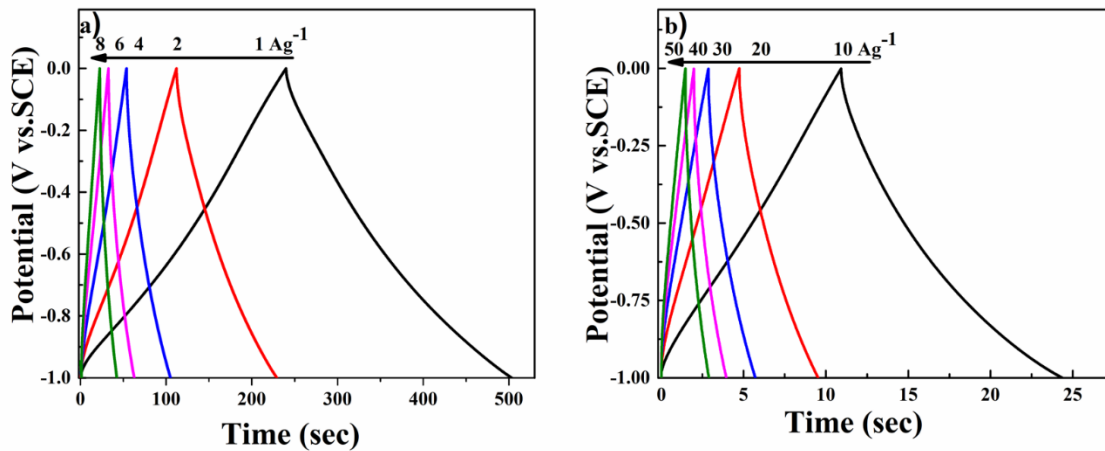 a)
8 6 4 2 1 Ag-1
0.0
-0.2
-0.4
-0.6
-0.8
-1.0
Potential (V vs.SCE)
0 100 200 300 400 500
Time (sec)
b)
50 40 30 20 10 Ag-1
0.00
-0.25
-0.50
-0.75
-1.00
Potential (V vs.SCE)
0 5 10 15 20 25
Time (sec)